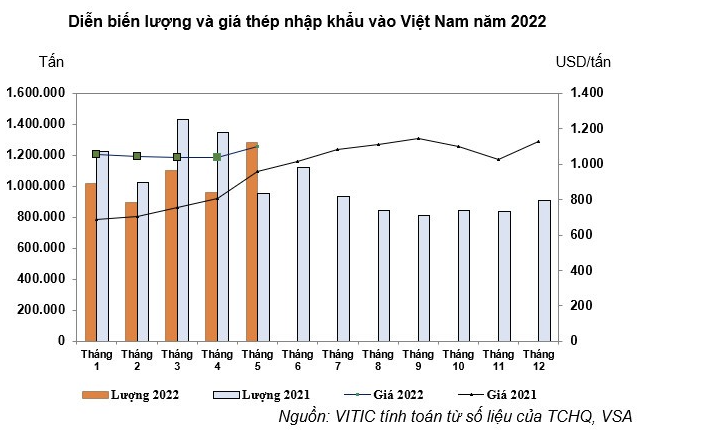 Diễn biến lượng và giá thép nhập khẩu vào Việt Nam năm 2022
Tấn USD/tấn
1.600.000 1.400
1.400.000 1.200
1.200.000 1.000
1.000.000 800
800.000 600
600.000 400
400.000 200
200.000 0
0
Tháng 1 Tháng 2 Tháng 3 Tháng 4 Tháng 5 Tháng 6 Tháng 7 Tháng 8 Tháng 9 Tháng 10 Tháng 11 Tháng 12
Lượng 2022 Lượng 2021 Giá 2022 Giá 2021
Nguồn: VITIC tính toán từ số liệu của TCHQ, VSA